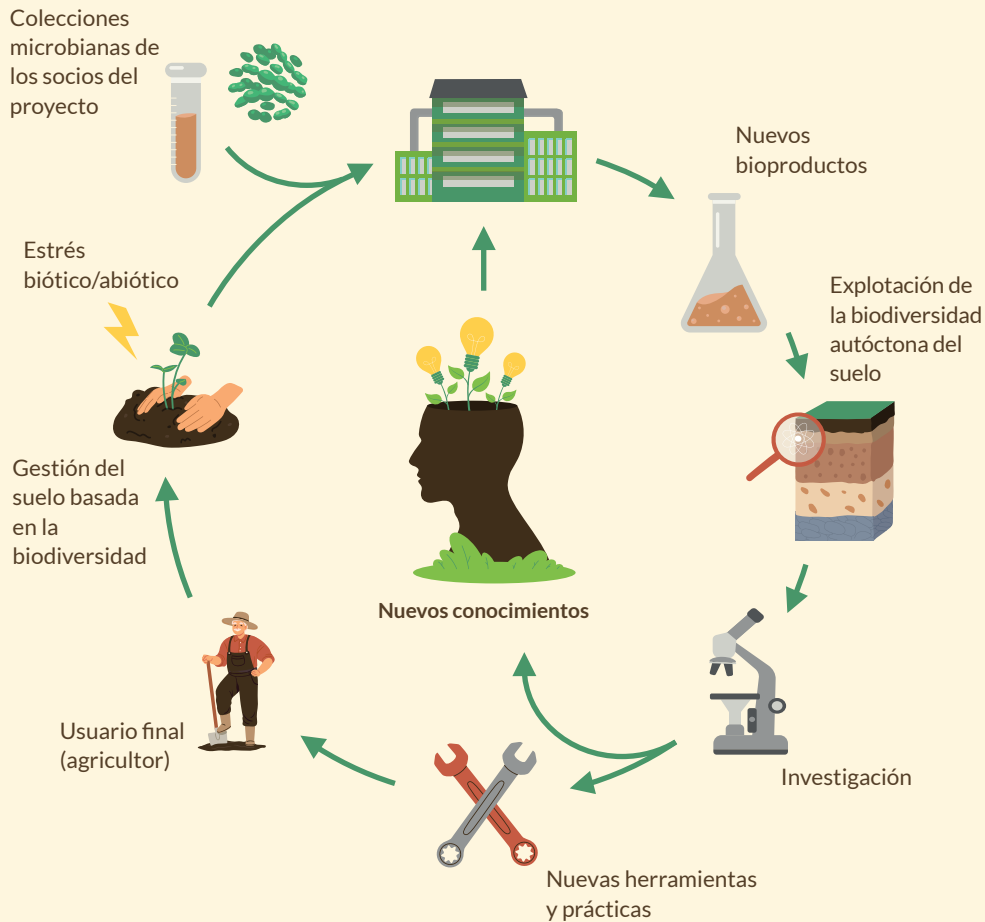 Colecciones
microbianas de
los socios del
proyecto
Nuevos
bioproductos
Estrés
biótico/abiótico
Explotación de
la biodiversidad
autóctona del
suelo
Gestión del
suelo basada
en la
biodiversidad
Nuevos conocimientos
Usuario final
(agricultor)
Investigación
Nuevas herramientas
y prácticas